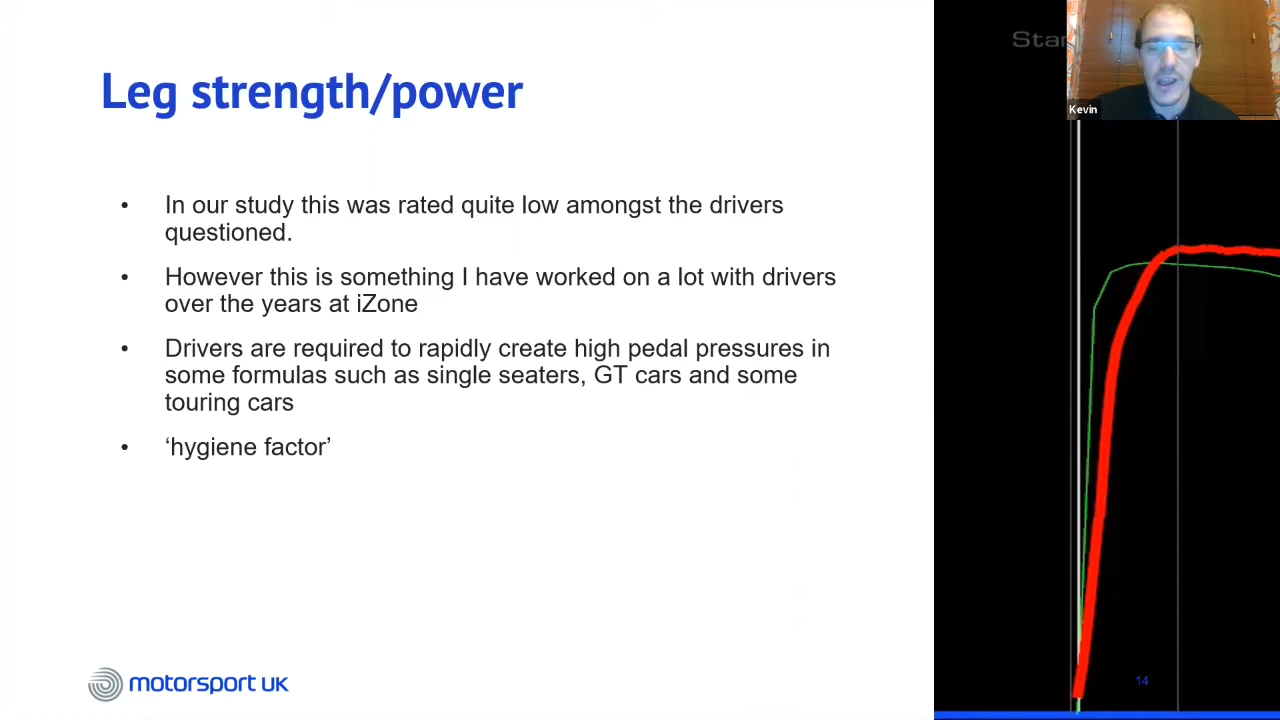 Leg strength/power
• In our study this was rated quite low amongst the drivers
questioned.
• However this is something I have worked on a lot with drivers
over the years at iZone
• Drivers are required to rapidly create high pedal pressures in
some formulas such as single seaters, GT cars and some
touring cars
• ‘hygiene factor’
motorsport UK
Star
Kevin
14